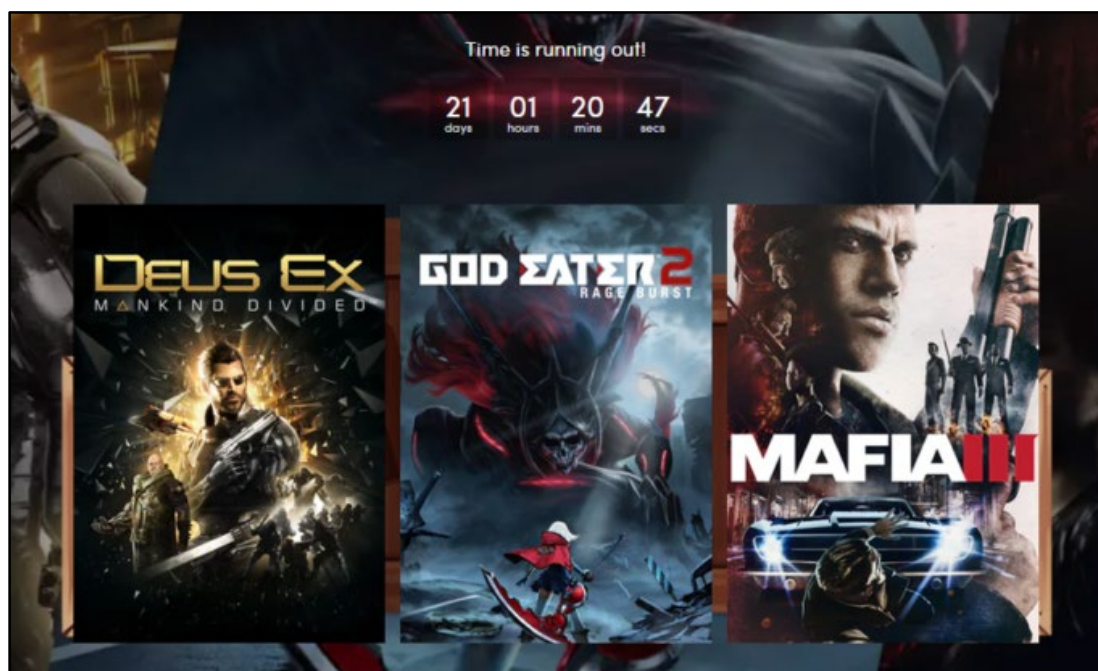 Time is running out!
21 01 20 47
days hours mins secs
DEUS EX
MANKIND DIVIDED™
GOD EATER 2
RAGE BURST
MAFIA III